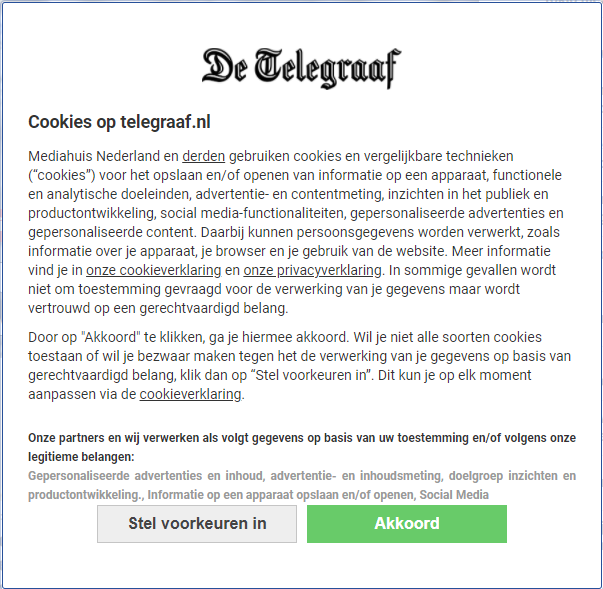 De Telegraaf
Cookies op telegraaf.nl
Mediahuis Nederland en derden gebruiken cookies en vergelijkbare technieken
(“cookies”) voor het opslaan en/of openen van informatie op een apparaat, functionele
en analytische doeleinden, advertentie- en contentmeting, inzichten in het publiek en
productontwikkeling, social media-functionaliteiten, gepersonaliseerde advertenties en
gepersonaliseerde content. Daarbij kunnen persoonsgegevens worden verwerkt, zoals
informatie over je apparaat, je browser en je gebruik van de website. Meer informatie
vind je in onze cookieverklaring en onze privacyverklaring. In sommige gevallen wordt
niet om toestemming gevraagd voor de verwerking van je gegevens maar wordt
vertrouwd op een gerechtvaardigd belang.
Door op "Akkoord" te klikken, ga je hiermee akkoord. Wil je niet alle soorten cookies
toestaan of wil je bezwaar maken tegen het de verwerking van je gegevens op basis van
gerechtvaardigd belang, klik dan op “Stel voorkeuren in”. Dit kun je op elk moment
aanpassen via de cookieverklaring.
Onze partners en wij verwerken als volgt gegevens op basis van uw toestemming en/of volgens onze
legitieme belangen:
Gepersonaliseerde advertenties en inhoud, advertentie- en inhoudsmeting, doelgroep inzichten en
productontwikkeling., Informatie op een apparaat opslaan en/of openen, Social Media
Stel voorkeuren in
Akkoord